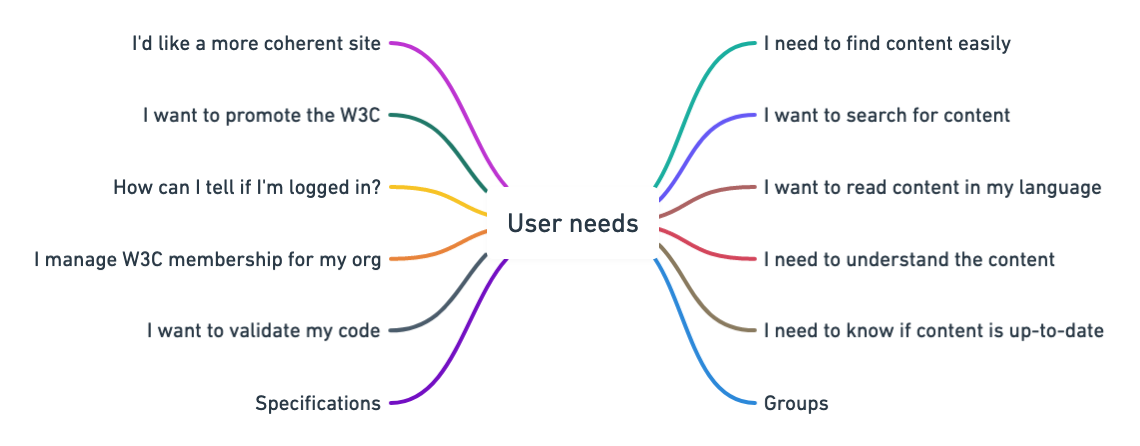 I'd like a more coherent site
I want to promote the W3C
How can I tell if I'm logged in?
I manage W3C membership for my org
I want to validate my code
Specifications
User needs
I need to find content easily
I want to search for content
I want to read content in my language
I need to understand the content
I need to know if content is up-to-date
Groups